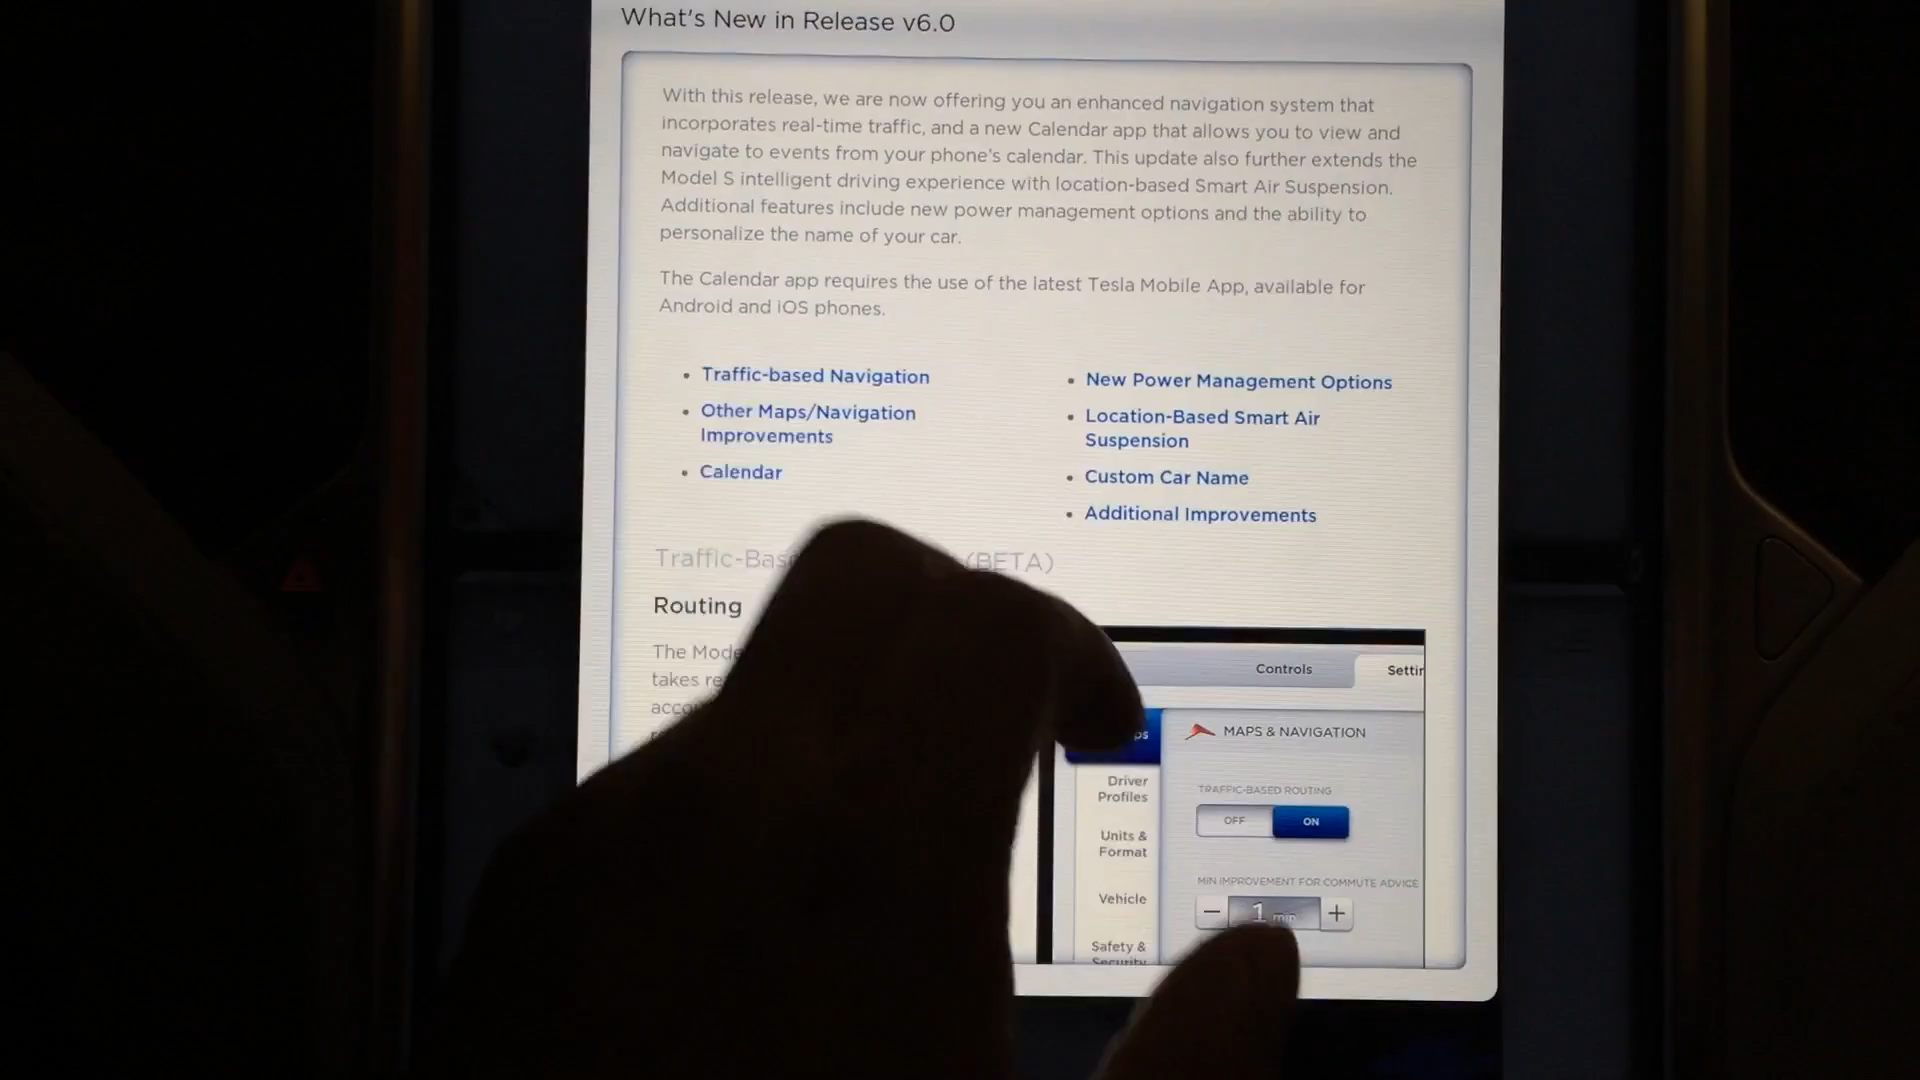 What's New in Release v6.0
With this release, we are now offering you an enhanced navigation system that
incorporates real-time traffic, and a new Calendar app that allows you to view and
navigate to events from your phone's calendar. This update also further extends the
Model S intelligent driving experience with location-based Smart Air Suspension.
Additional features include new power management options and the ability to
personalize the name of your car.
The Calendar app requires the use of the latest Tesla Mobile App, available for
Android and iOS phones.
• Traffic-based Navigation
• Other Maps/Navigation
Improvements
• Calendar
• New Power Management Options
• Location-Based Smart Air
Suspension
• Custom Car Name
• Additional Improvements
(BETA)
Routing
The
takes
Controls
MAPS & NAVIGATION
Driver
Profiles
TRAFFIC-BASED ROUTING
OFF ON
Units &
Format
MIN IMPROVEMENT FOR COMMUTE ADVICE
Vehicle
− 1 min +
Safety &
Security